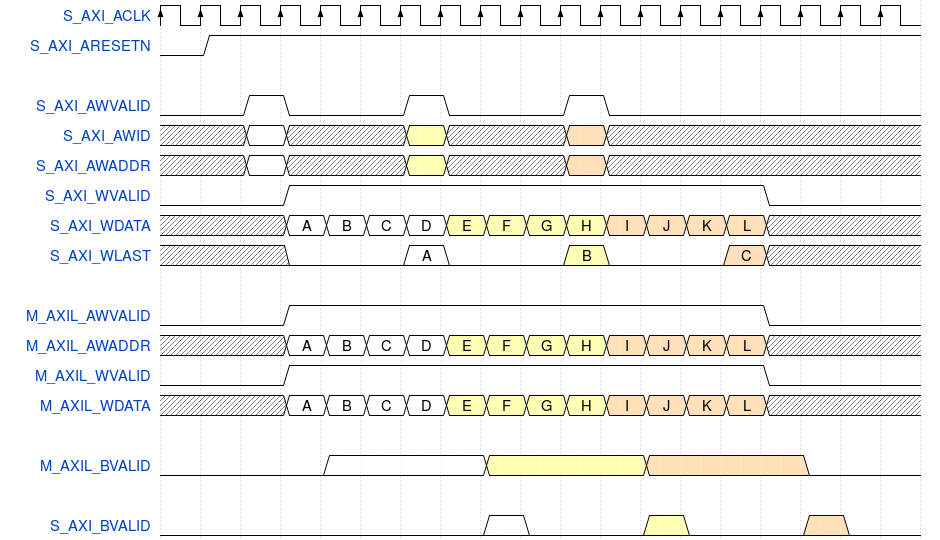 S_AXI_ACLK
S_AXI_ARESETN
S_AXI_AWVALID
S_AXI_AWID
S_AXI_AWADDR
S_AXI_WVALID
S_AXI_WDATA A B C D E F G H I J K L
S_AXI_WLAST A B C
M_AXIL_AWVALID
M_AXIL_AWADDR A B C D E F G H I J K L
M_AXIL_WVALID
M_AXIL_WDATA A B C D E F G H I J K L
M_AXIL_BVALID
S_AXI_BVALID